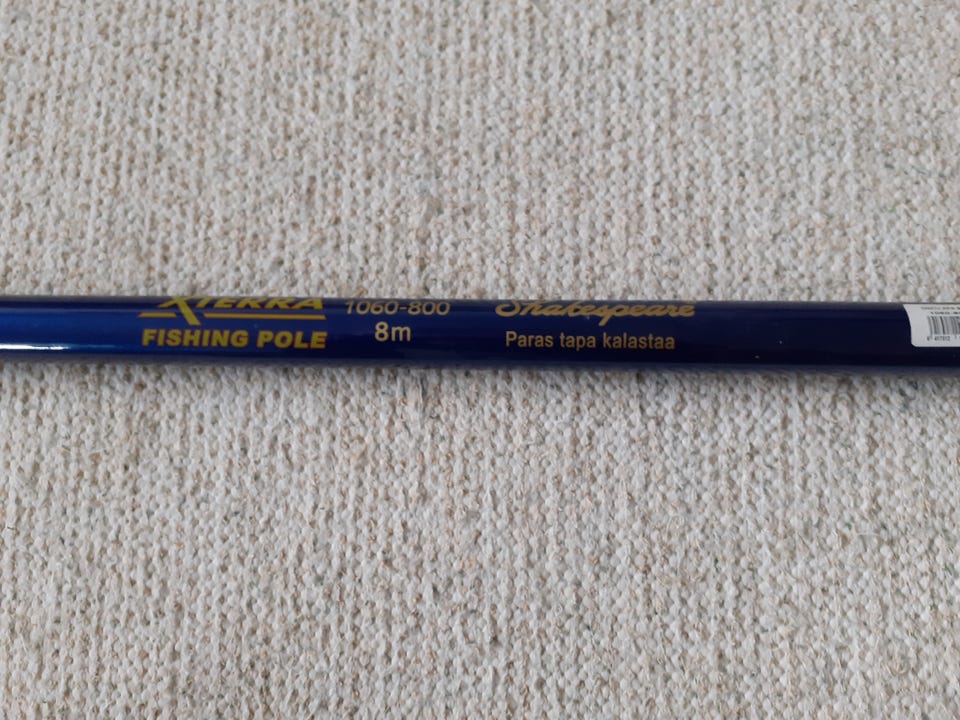 XTERRA
FISHING POLE
1060-800
8m
Shakespeare
Paras tapa kalastaa